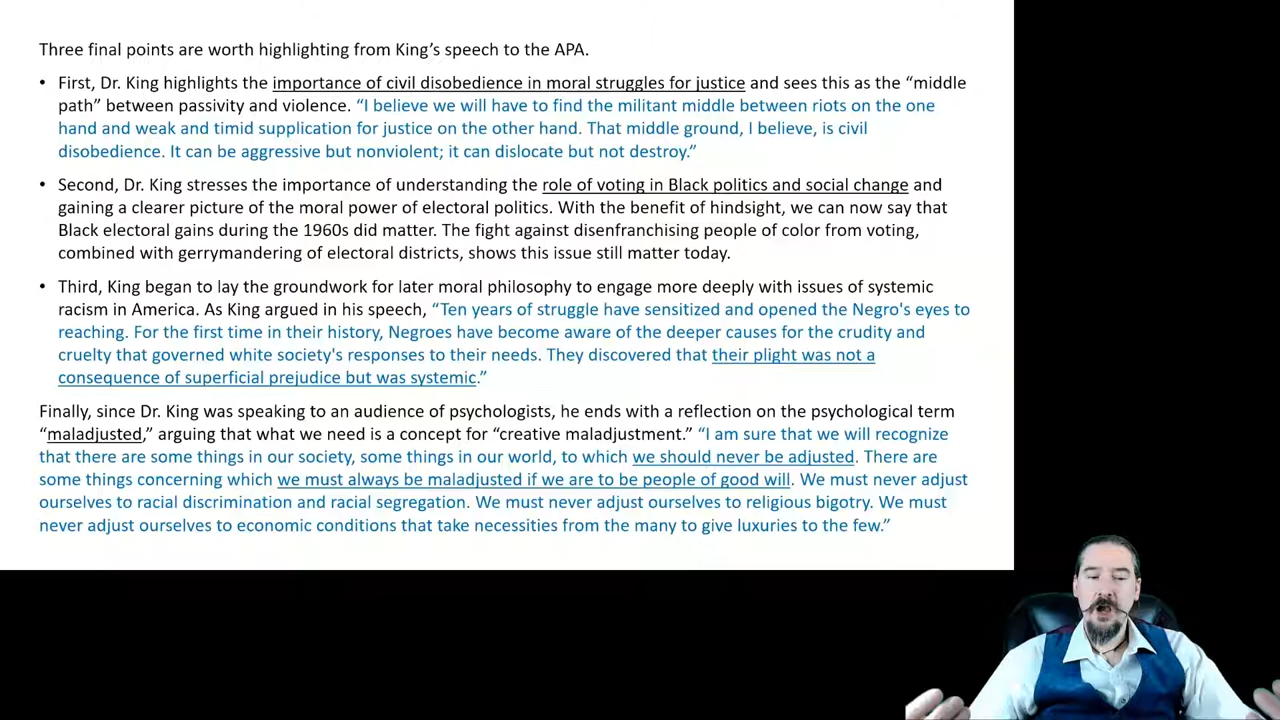 Three final points are worth highlighting from King’s speech to the APA.
• First, Dr. King highlights the importance of civil disobedience in moral struggles for justice and sees this as the “middle
path” between passivity and violence. “I believe we will have to find the militant middle between riots on the one
hand and weak and timid supplication for justice on the other hand. That middle ground, I believe, is civil
disobedience. It can be aggressive but nonviolent; it can dislocate but not destroy.”
• Second, Dr. King stresses the importance of understanding the role of voting in Black politics and social change and
gaining a clearer picture of the moral power of electoral politics. With the benefit of hindsight, we can now say that
Black electoral gains during the 1960s did matter. The fight against disenfranchising people of color from voting,
combined with gerrymandering of electoral districts, shows this issue still matter today.
• Third, King began to lay the groundwork for later moral philosophy to engage more deeply with issues of systemic
racism in America. As King argued in his speech, “Ten years of struggle have sensitized and opened the Negro's eyes to
reaching. For the first time in their history, Negroes have become aware of the deeper causes for the crudity and
cruelty that governed white society's responses to their needs. They discovered that their plight was not a
consequence of superficial prejudice but was systemic.”
Finally, since Dr. King was speaking to an audience of psychologists, he ends with a reflection on the psychological term
“maladjusted,” arguing that what we need is a concept for “creative maladjustment.” “I am sure that we will recognize
that there are some things in our society, some things in our world, to which we should never be adjusted. There are
some things concerning which we must always be maladjusted if we are to be people of good will. We must never adjust
ourselves to racial discrimination and racial segregation. We must never adjust ourselves to religious bigotry. We must
never adjust ourselves to economic conditions that take necessities from the many to give luxuries to the few.”